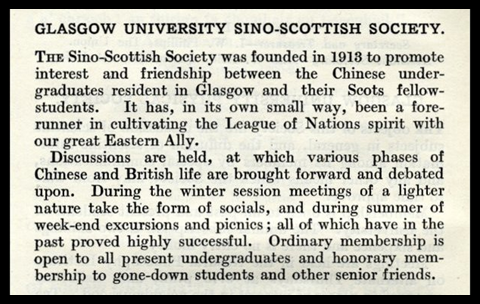 GLASGOW UNIVERSITY SINO-SCOTTISH SOCIETY.
THE Sino-Scottish Society was founded in 1913 to promote
interest and friendship between the Chinese under-
graduates resident in Glasgow and their Scots fellow-
students. It has, in its own small way, been a fore-
runner in cultivating the League of Nations spirit with
our great Eastern Ally.
Discussions are held, at which various phases of
Chinese and British life are brought forward and debated
upon. During the winter session meetings of a lighter
nature take the form of socials, and during summer of
week-end excursions and picnics; all of which have in the
past proved highly successful. Ordinary membership is
open to all present undergraduates and honorary mem-
bership to gone-down students and other senior friends.